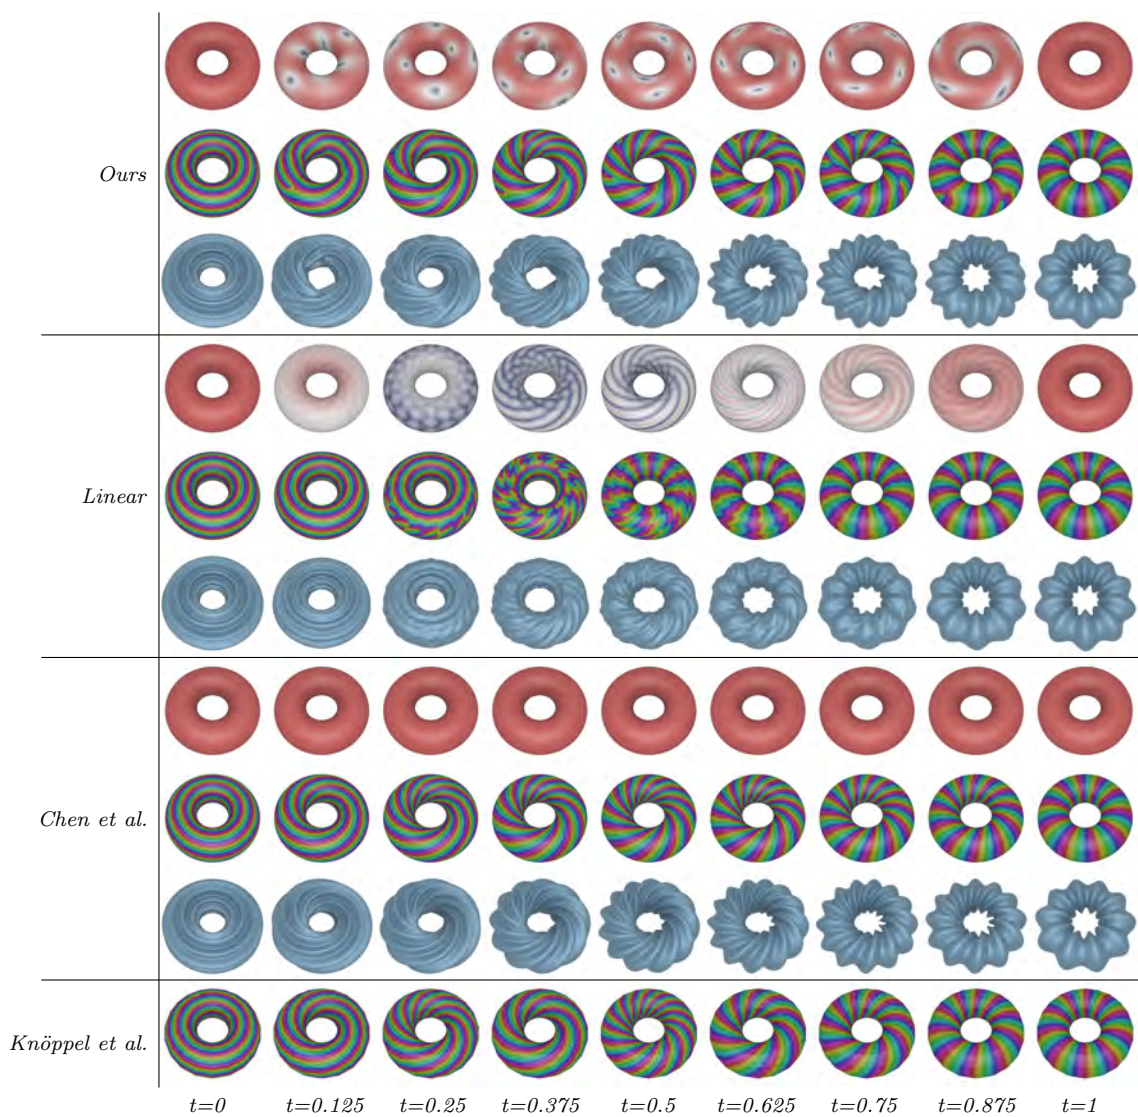 Ours
Linear
Chen et al.
Knöppel et al.
t=0 t=0.125 t=0.25 t=0.375 t=0.5 t=0.625 t=0.75 t=0.875 t=1